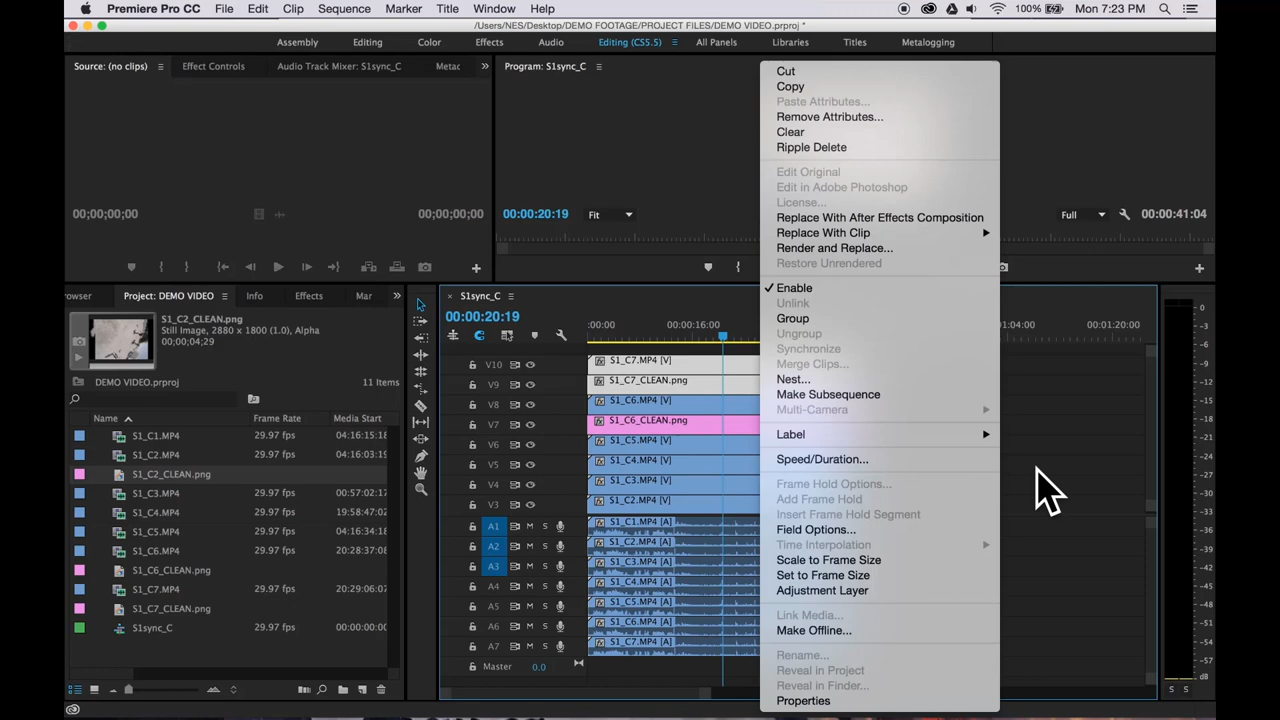 Premiere Pro CC File Edit Clip Sequence Marker Title Window Help 100% Mon 7:23 PM
/Users/NES/Desktop/DEMO FOOTAGE/PROJECT FILES/DEMO VIDEO.prproj *
Assembly Editing Color Effects Audio Editing (CS5.5) All Panels Libraries Titles Metalogging
Source: (no clips) Effect Controls Audio Track Mixer: S1sync_C Metac
Program: S1sync_C
00;00;00;00 00;00;00;00
00:00:20:19 Fit Full 00:00:41:04
Cut
Copy
Paste Attributes...
Remove Attributes...
Clear
Ripple Delete
Edit Original
Edit in Adobe Photoshop
License...
Replace With After Effects Composition
Replace With Clip
Render and Replace...
Restore Unrendered
Enable
Unlink
Group
Ungroup
Synchronize
Merge Clips...
Nest...
Make Subsequence
Multi-Camera
Label
Speed/Duration...
Frame Hold Options...
Add Frame Hold
Insert Frame Hold Segment
Field Options...
Time Interpolation
Scale to Frame Size
Set to Frame Size
Adjustment Layer
Link Media...
Make Offline...
Rename...
Reveal in Project
Reveal in Finder...
Properties
rowser Project: DEMO VIDEO Info Effects Mar
S1_C2_CLEAN.png
Still Image, 2880 x 1800 (1.0), Alpha
00;00;04;29
DEMO VIDEO.prproj 11 Items
Name Frame Rate Media Start
S1_C1.MP4 29.97 fps 04:16:15:18
S1_C2.MP4 29.97 fps 04:16:03:19
S1_C2_CLEAN.png
S1_C3.MP4 29.97 fps 00:57:02:17
S1_C4.MP4 29.97 fps 19:58:47:02
S1_C5.MP4 29.97 fps 04:16:34:18
S1_C6.MP4 29.97 fps 20:28:37:08
S1_C6_CLEAN.png
S1_C7.MP4 29.97 fps 20:29:06:07
S1_C7_CLEAN.png
S1sync_C 29.97 fps 00:00:00:00
S1sync_C
00:00:20:19
:00:00 00:00:16:00 00:01:04:00 00:01:20:00
V10 S1_C7.MP4 [V]
V9 S1_C7_CLEAN.png
V8 S1_C6.MP4 [V]
V7 S1_C6_CLEAN.png
V6 S1_C5.MP4 [V]
V5 S1_C4.MP4 [V]
V4 S1_C3.MP4 [V]
V3 S1_C2.MP4 [V]
A1 M S S1_C1.MP4 [A]
A2 M S S1_C2.MP4 [A]
A3 M S S1_C3.MP4 [A]
A4 M S S1_C4.MP4 [A]
A5 M S S1_C5.MP4 [A]
A6 M S S1_C6.MP4 [A]
A7 M S S1_C7.MP4 [A]
Master 0.0
0
-3
-6
-9
-12
-15
-18
-21
-24
-27
-30
-33
-36
-39
-42
-45
-48
-51
-54
-57
dB
S S